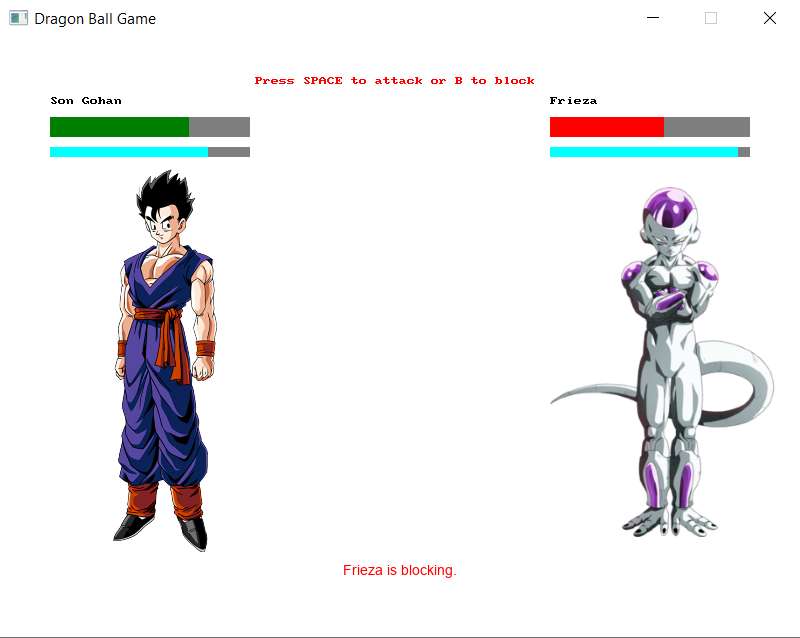 Dragon Ball Game
Press SPACE to attack or B to block
Son Gohan
Frieza
Frieza is blocking.